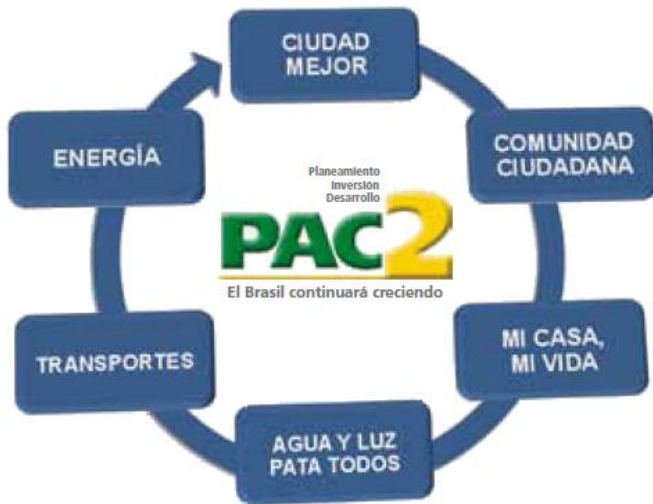 CIUDAD
MEJOR
COMUNIDAD
CIUDADANA
MI CASA,
MI VIDA
AGUA Y LUZ
PATA TODOS
TRANSPORTES
ENERGÍA
Planeamiento
Inversión
Desarrollo
PAC2
El Brasil continuará creciendo